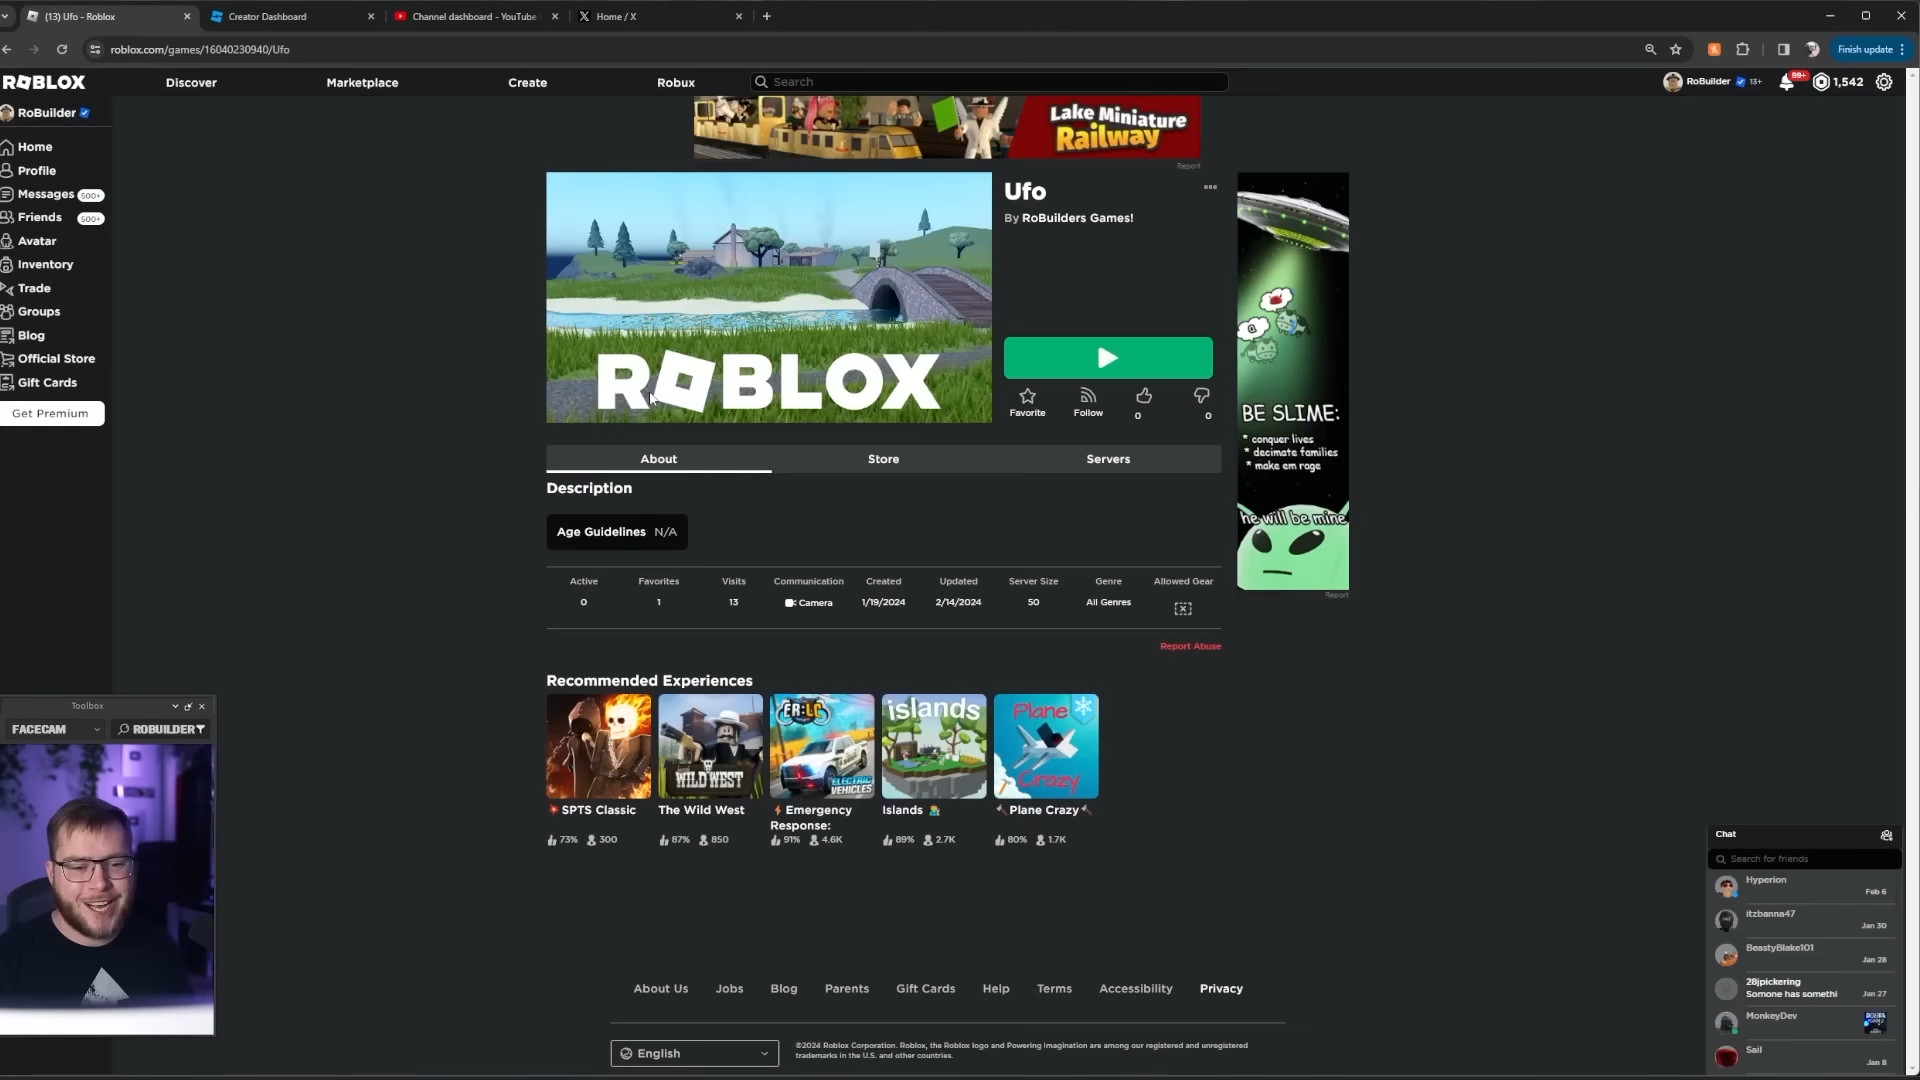 (13) Ufo - Roblox
Creator Dashboard
Channel dashboard - YouTube
Home / X
roblox.com/games/16040230940/Ufo
Finish update
ROBLOX
Discover
Marketplace
Create
Robux
Search
RoBuilder
13+
99+
1,542
RoBuilder
Home
Profile
Messages 500+
Friends 500+
Avatar
Inventory
Trade
Groups
Blog
Official Store
Gift Cards
Get Premium
Lake Miniature
Railway
Report
ROBLOX
Ufo
By RoBuilders Games!
Favorite
Follow
0
0
BE SLIME:
* conquer lives
* decimate families
* make em rage
he will be mine
Report
About
Store
Servers
Description
Age Guidelines N/A
Active Favorites Visits Communication Created Updated Server Size Genre Allowed Gear
0 1 13 Camera 1/19/2024 2/14/2024 50 All Genres
Report Abuse
Recommended Experiences
WILD WEST
ER:LC
ELECTRIC
VEHICLES
islands
Plane
Crazy
SPTS Classic
The Wild West
Emergency
Response:
Islands
Plane Crazy
73% 300
87% 850
91% 4.6K
89% 2.7K
80% 1.7K
Toolbox
FACECAM
ROBUILDER
Chat
Search for friends
Hyperion
Feb 6
itzbanna47
Jan 30
BeastyBlake101
Jan 28
28jpickering
Somone has somethi Jan 27
MonkeyDev
Sail
Jan 8
About Us
Jobs
Blog
Parents
Gift Cards
Help
Terms
Accessibility
Privacy
English
©2024 Roblox Corporation. Roblox, the Roblox logo and Powering Imagination are among our registered and unregistered
trademarks in the U.S. and other countries.